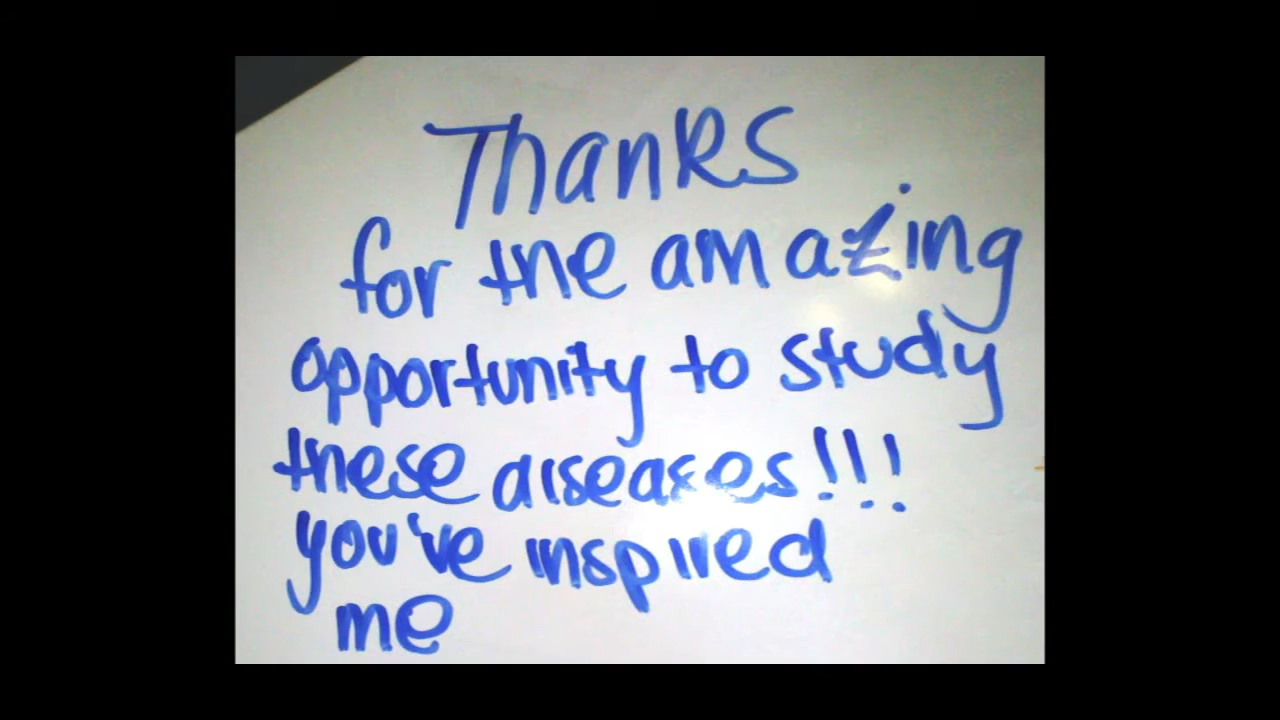 Thanks
for the amazing
opportunity to study
these diseases!!!
you've inspired
me